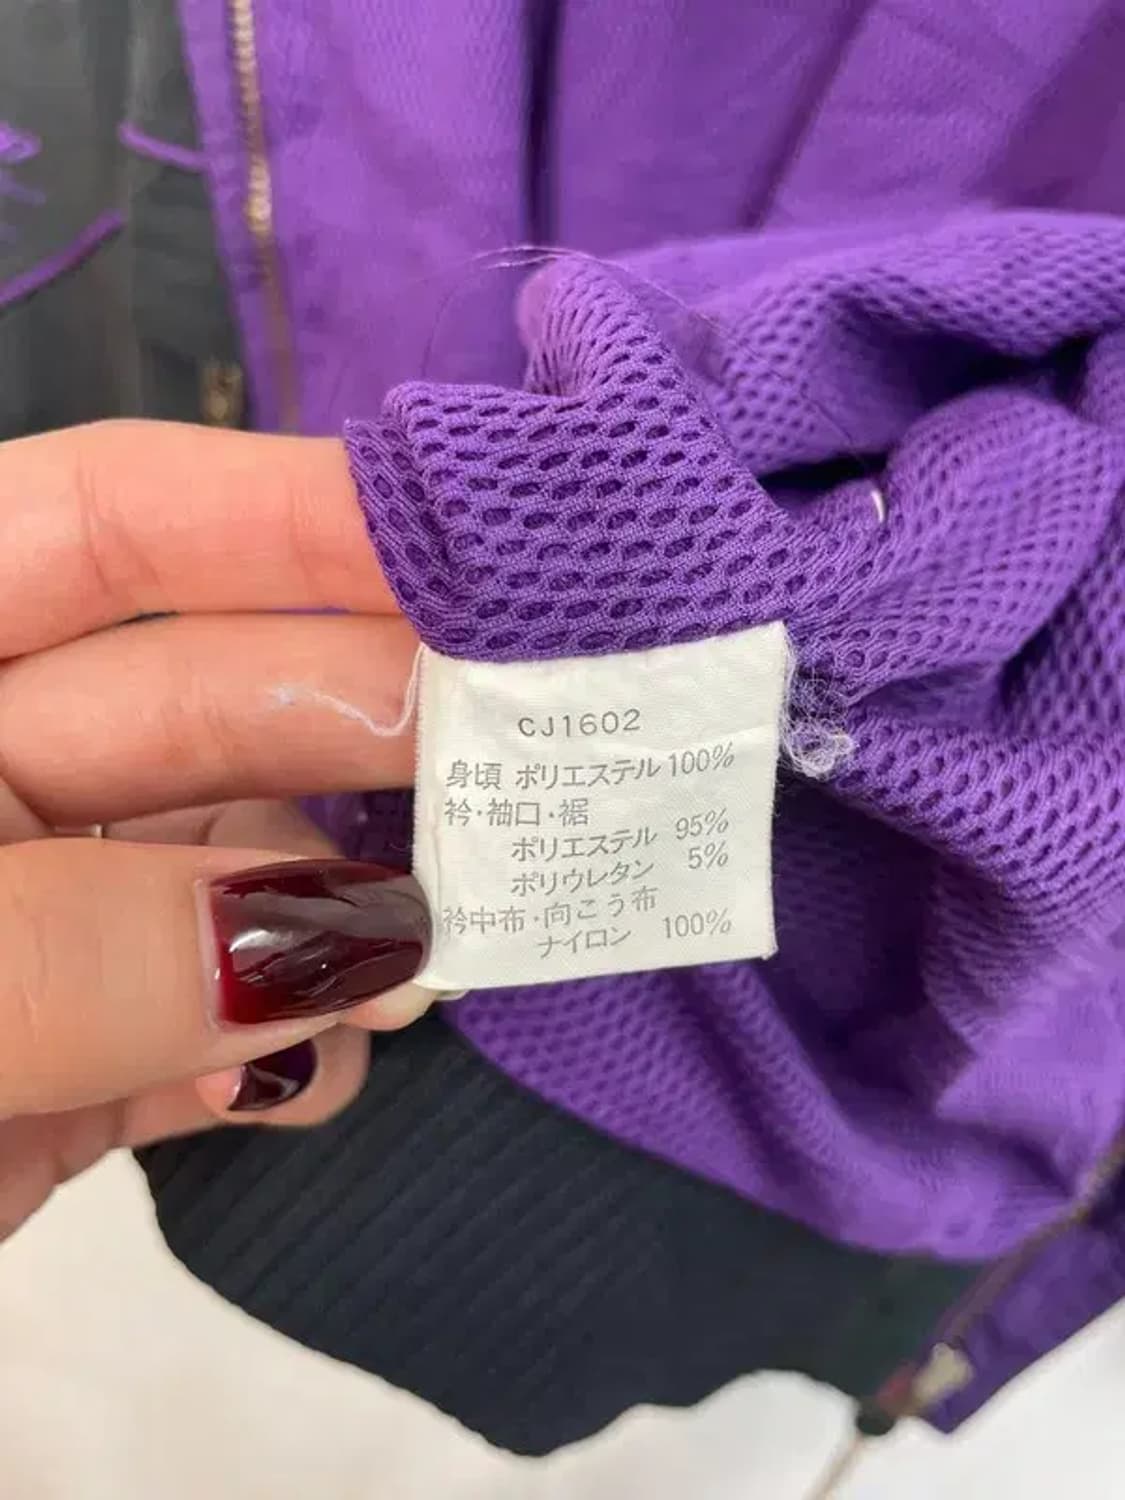 CJ1602
身頃 ポリエステル 100%
衿・袖口・裾
ポリエステル 95%
ポリウレタン 5%
衿中布・向こう布
ナイロン 100%